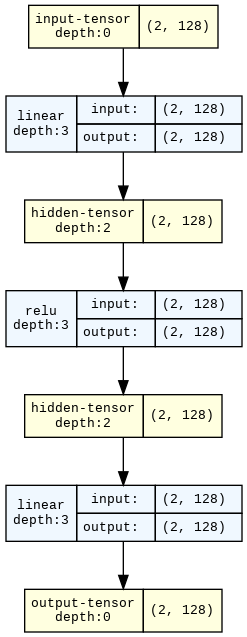 input-tensor
depth:0
(2, 128)
linear
depth:3
input:
(2, 128)
output:
(2, 128)
hidden-tensor
depth:2
(2, 128)
relu
depth:3
input:
(2, 128)
output:
(2, 128)
hidden-tensor
depth:2
(2, 128)
linear
depth:3
input:
(2, 128)
output:
(2, 128)
output-tensor
depth:0
(2, 128)